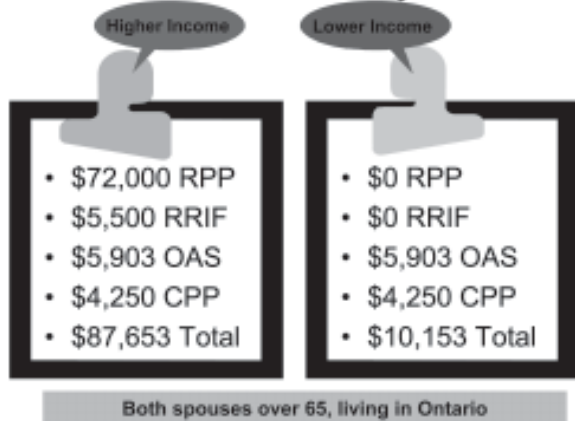 Higher Income
Lower Income
• $72,000 RPP
• $5,500 RRIF
• $5,903 OAS
• $4,250 CPP
• $87,653 Total
• $0 RPP
• $0 RRIF
• $5,903 OAS
• $4,250 CPP
• $10,153 Total
Both spouses over 65, living in Ontario